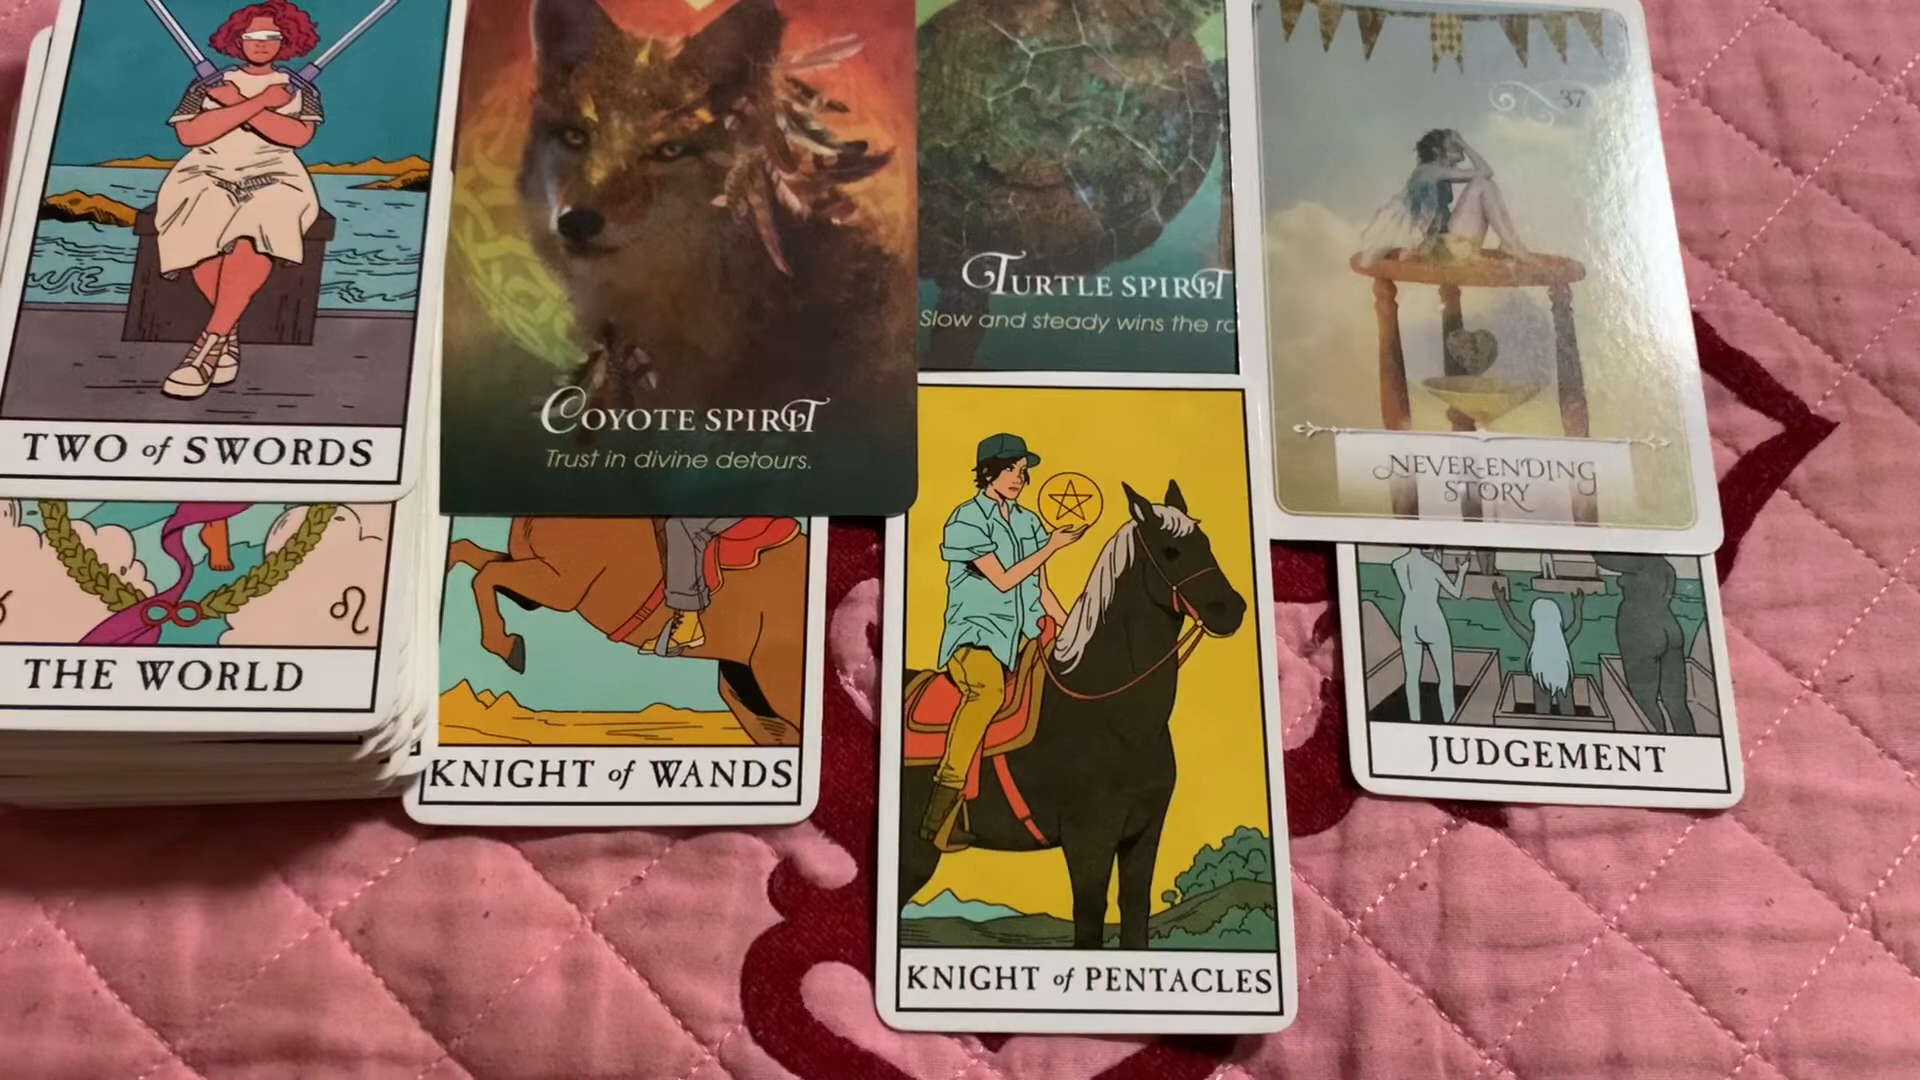 TWO of SWORDS
THE WORLD
COYOTE SPIRIT
Trust in divine detours.
KNIGHT of WANDS
TURTLE SPIRIT
Slow and steady wins the
KNIGHT of PENTACLES
37
NEVER-ENDING
STORY
JUDGEMENT